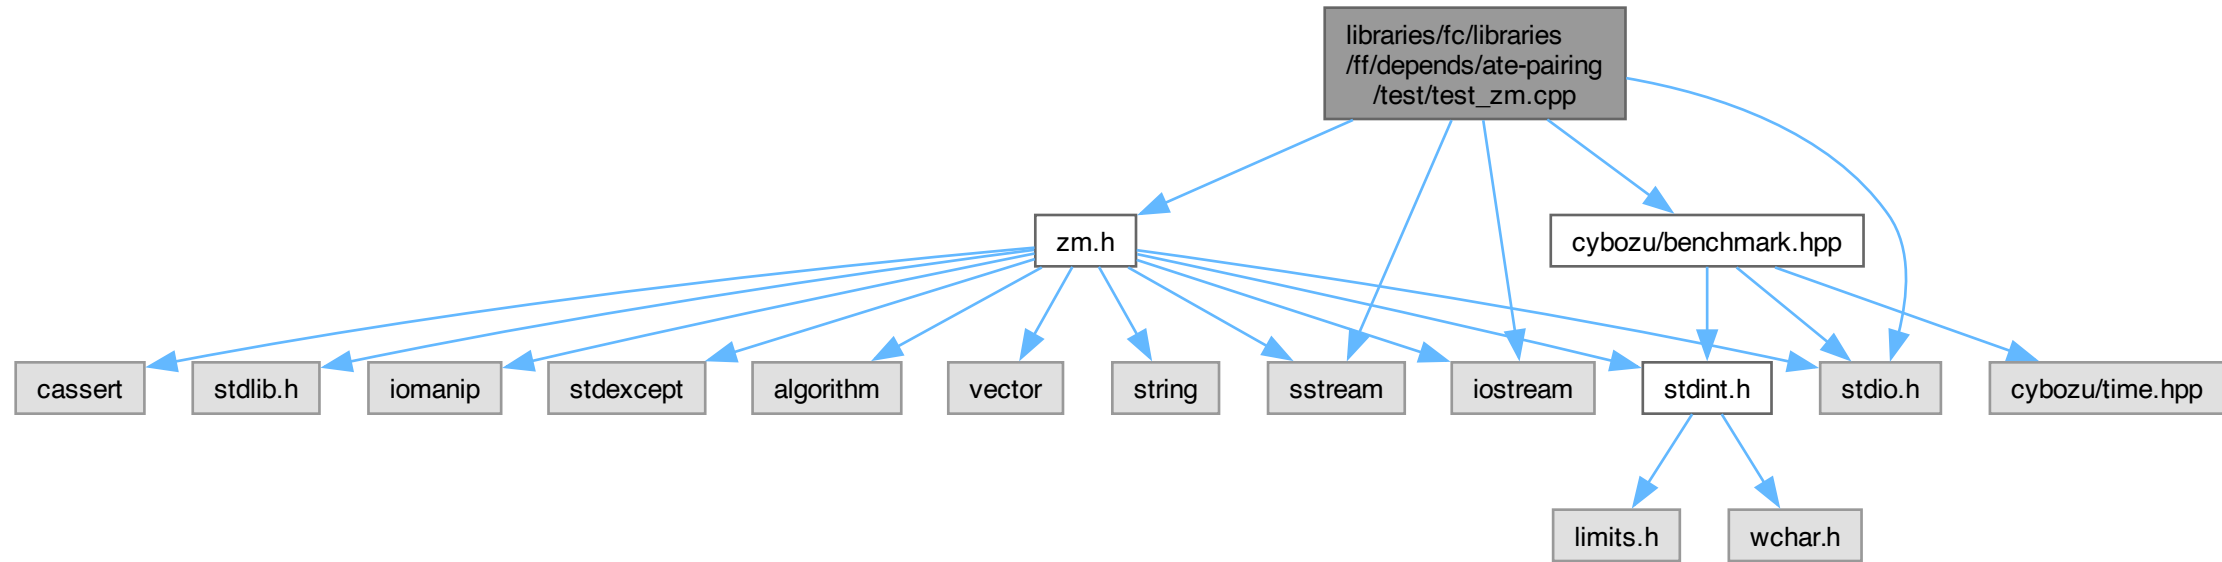 libraries/fc/libraries
/ff/depends/ate-pairing
/test/test_zm.cpp
zm.h
cybozu/benchmark.hpp
cassert
stdlib.h
iomanip
stdexcept
algorithm
vector
string
sstream
iostream
stdint.h
stdio.h
cybozu/time.hpp
limits.h
wchar.h